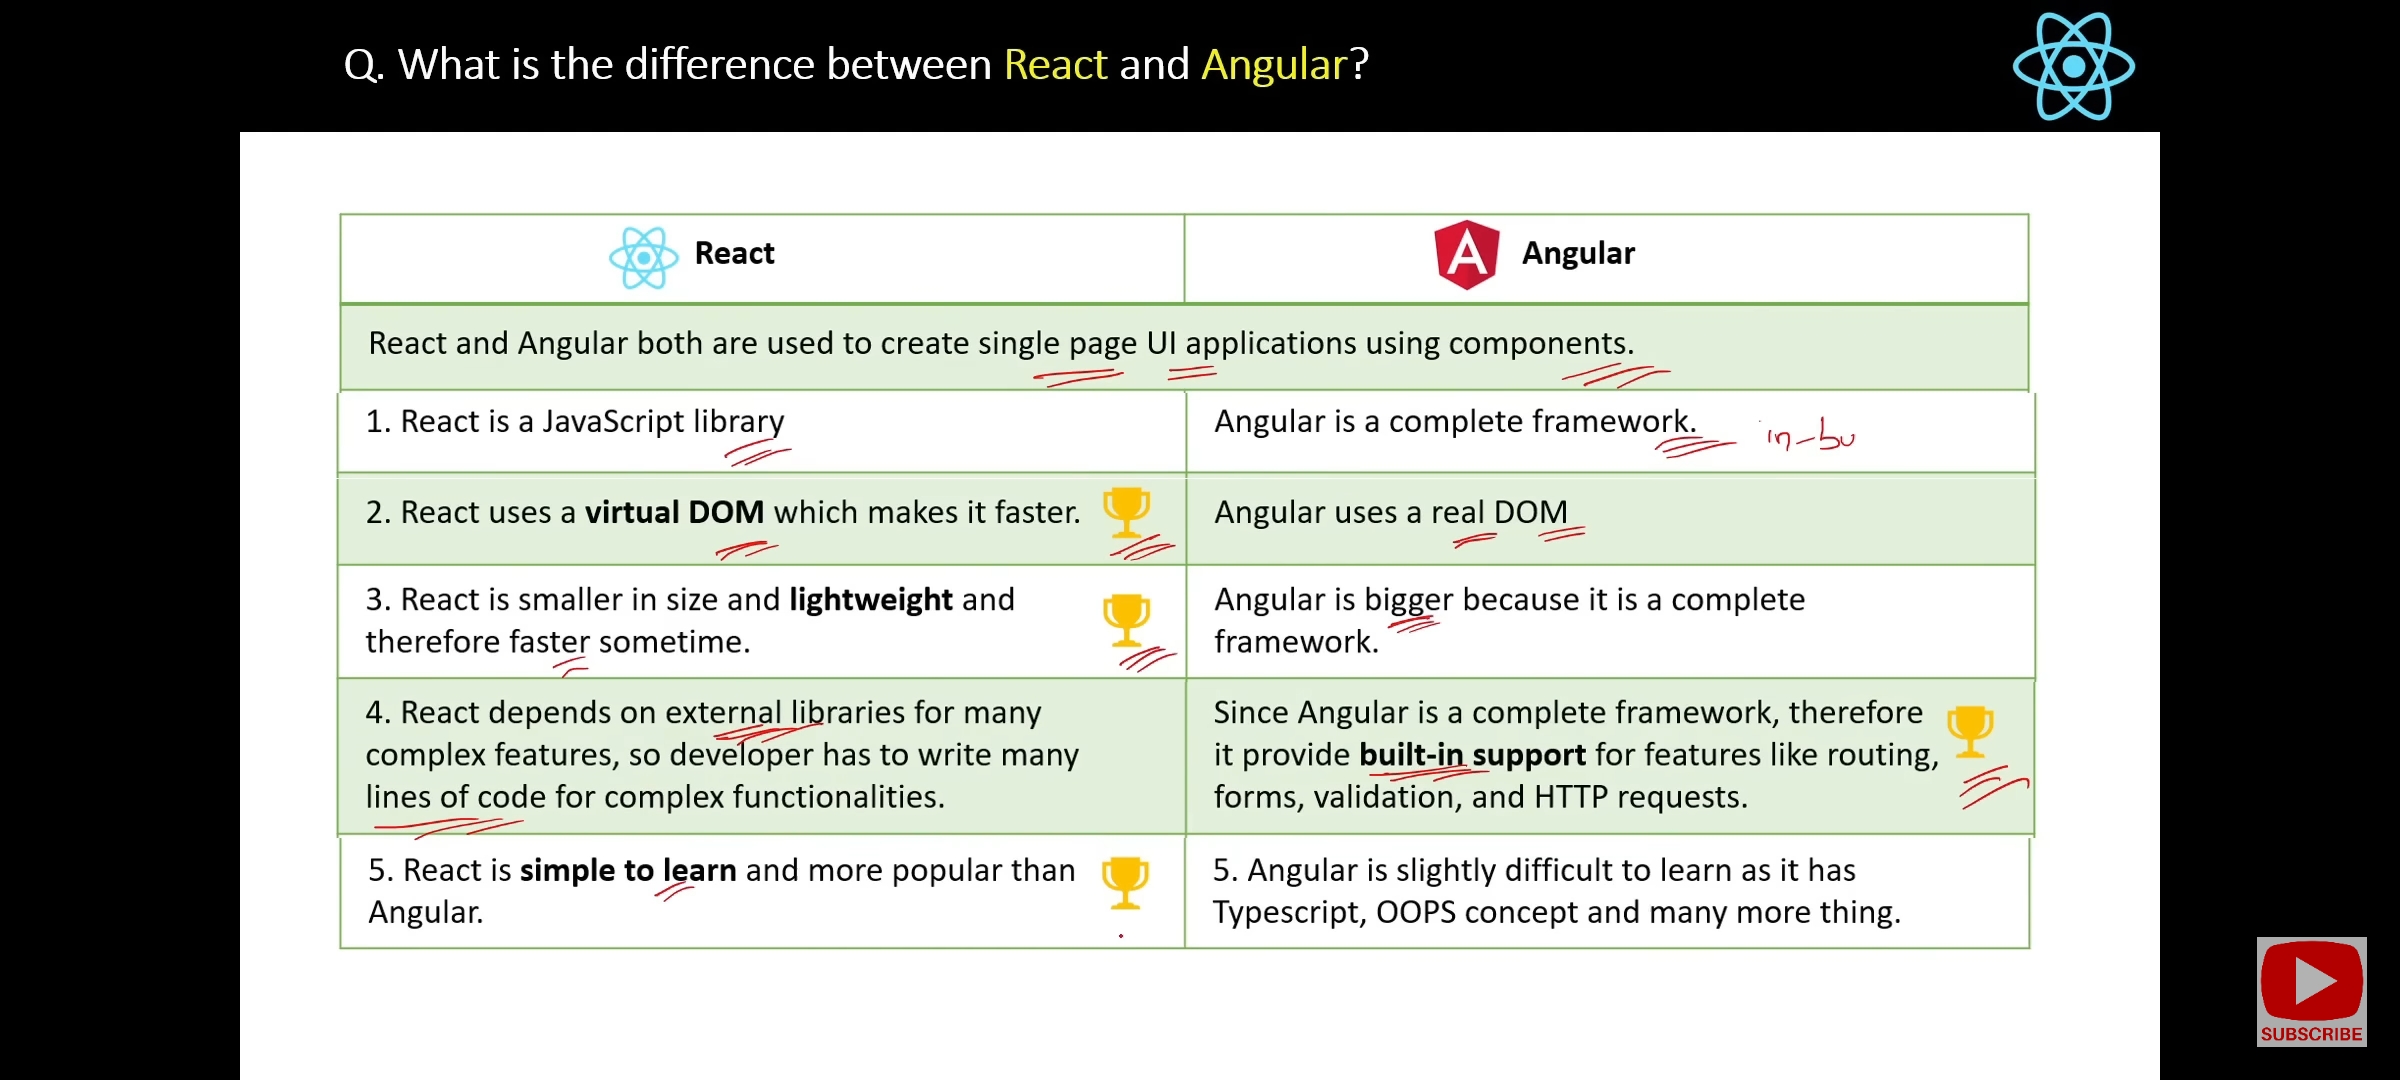 Q. What is the difference between React and Angular?
React
Angular
React and Angular both are used to create single page UI applications using components.
1. React is a JavaScript library
Angular is a complete framework.
in-bu
2. React uses a virtual DOM which makes it faster.
Angular uses a real DOM
3. React is smaller in size and lightweight and
therefore faster sometime.
Angular is bigger because it is a complete
framework.
4. React depends on external libraries for many
complex features, so developer has to write many
lines of code for complex functionalities.
Since Angular is a complete framework, therefore
it provide built-in support for features like routing,
forms, validation, and HTTP requests.
5. React is simple to learn and more popular than
Angular.
5. Angular is slightly difficult to learn as it has
Typescript, OOPS concept and many more thing.
SUBSCRIBE